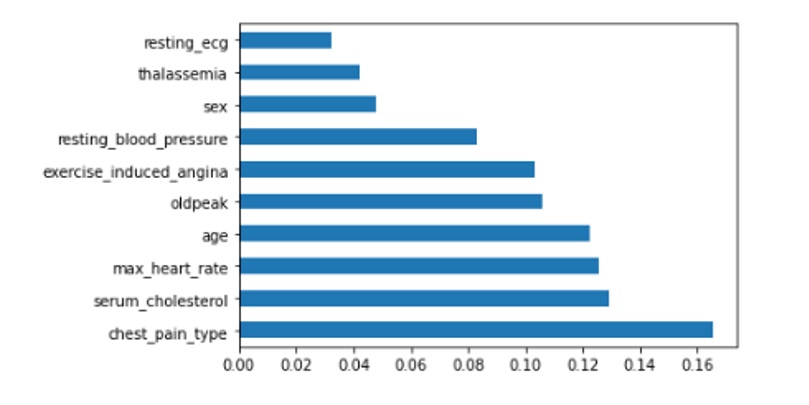 resting_ecg
thalassemia
sex
resting_blood_pressure
exercise_induced_angina
oldpeak
age
max_heart_rate
serum_cholesterol
chest_pain_type
0.00 0.02 0.04 0.06 0.08 0.10 0.12 0.14 0.16